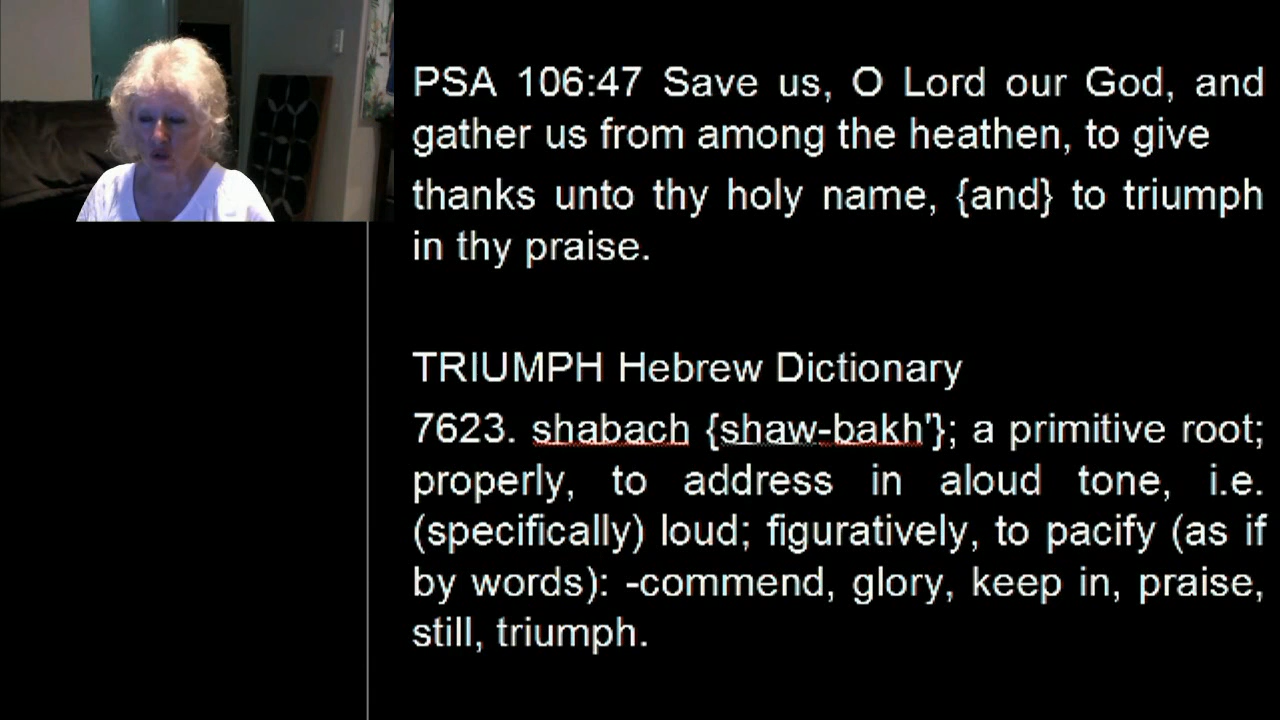 PSA 106:47 Save us, O Lord our God, and
gather us from among the heathen, to give
thanks unto thy holy name, {and} to triumph
in thy praise.
TRIUMPH Hebrew Dictionary
7623. shabach {shaw-bakh'}; a primitive root;
properly, to address in aloud tone, i.e.
(specifically) loud; figuratively, to pacify (as if
by words): -commend, glory, keep in, praise,
still, triumph.